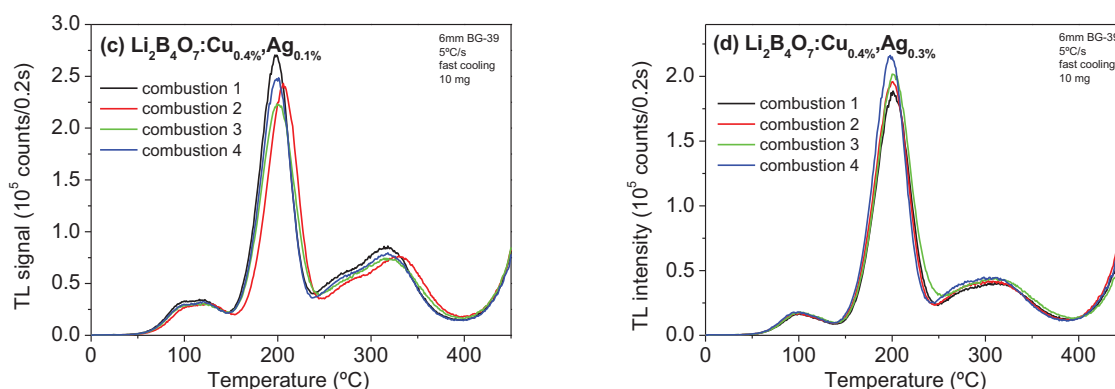 (c) Li₂B₄O₇:Cu₀.₄%,Ag₀.₁%
6mm BG-39
5ºC/s
fast cooling
10 mg
combustion 1
combustion 2
combustion 3
combustion 4
TL signal (10⁵ counts/0.2s)
3.0
2.5
2.0
1.5
1.0
0.5
0.0
0
100
200
300
400
Temperature (ºC)
(d) Li₂B₄O₇:Cu₀.₄%,Ag₀.₃%
6mm BG-39
5ºC/s
fast cooling
10 mg
combustion 1
combustion 2
combustion 3
combustion 4
TL intensity (10⁵ counts/0.2s)
2.0
1.5
1.0
0.5
0.0
0
100
200
300
400
Temperature (ºC)